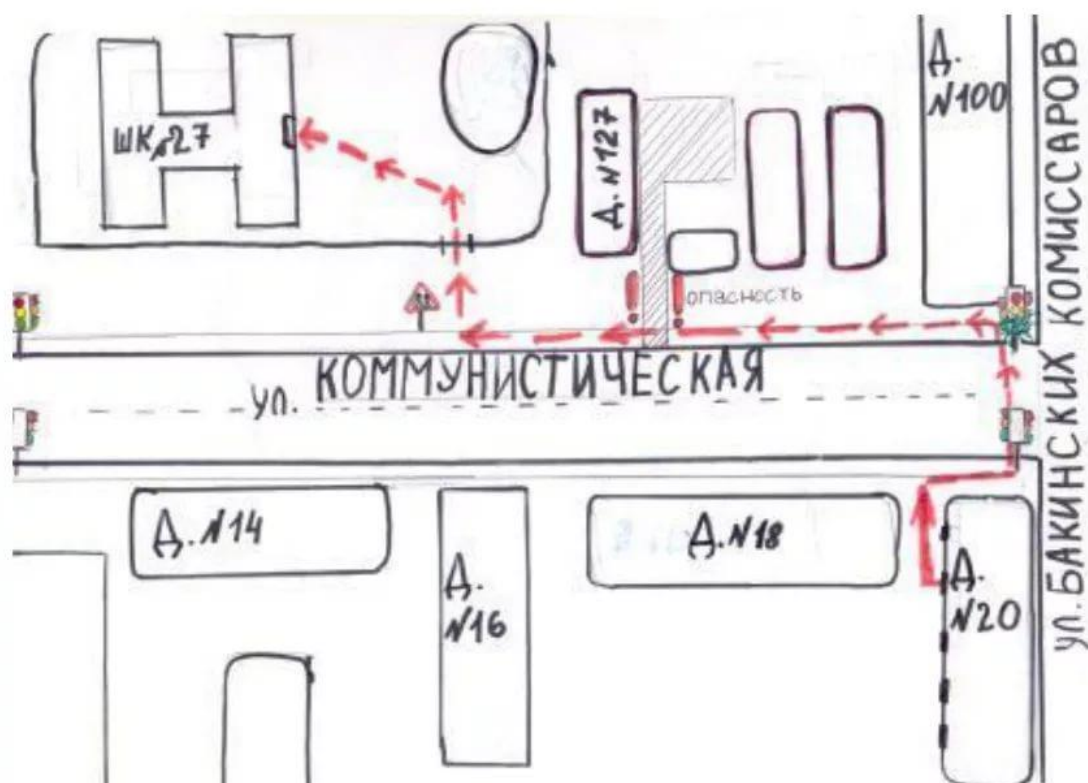 ШК№27
Д. №127
Д.
№100
опасность
ул. КОММУНИСТИЧЕСКАЯ
ул. БАКИНСКИХ КОМИССАРОВ
Д. №14
Д.
№16
Д. №18
Д.
№20